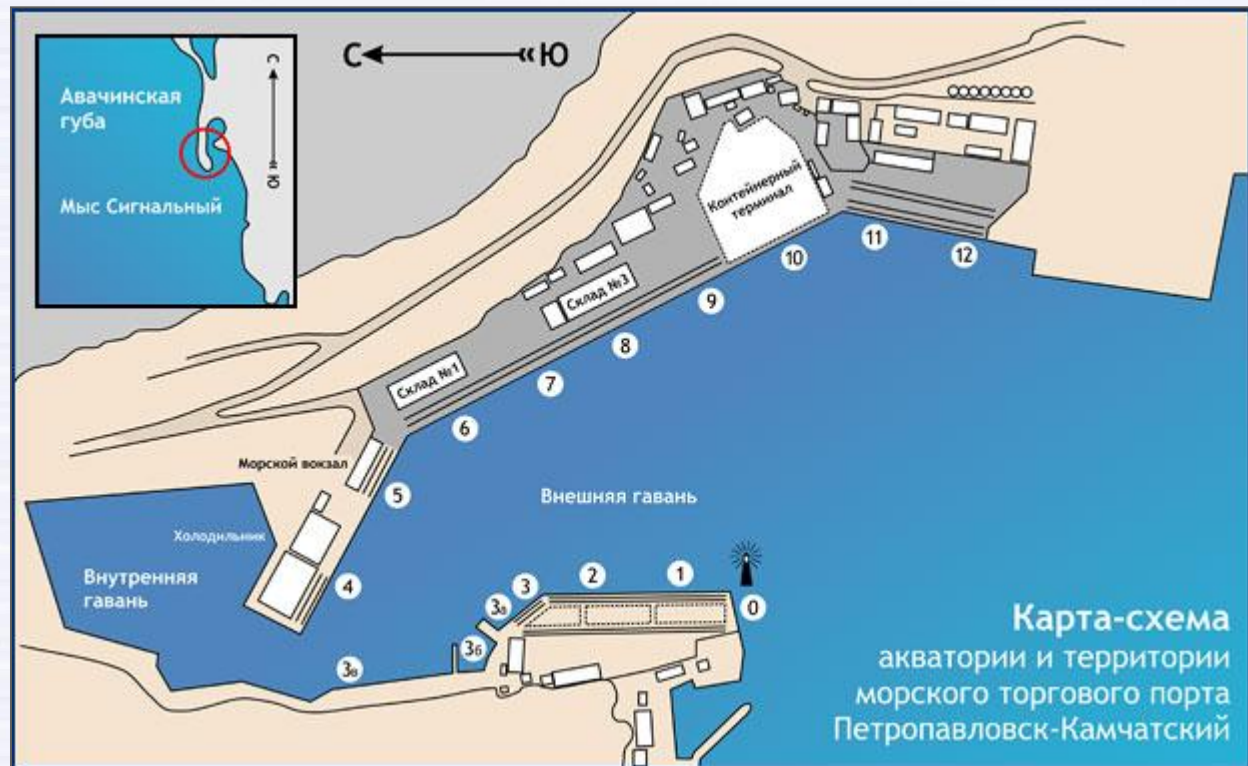 Авачинская
губа
Мыс Сигнальный
С
Ю
С
Ю
Контейнерный
терминал
11
12
10
9
Склад №3
8
7
Склад №1
6
Морской вокзал
5
Внешняя гавань
Холодильник
Внутренняя
гавань
4
3
2
1
0
3а
3б
3в
Карта-схема
акватории и территории
морского торгового порта
Петропавловск-Камчатский